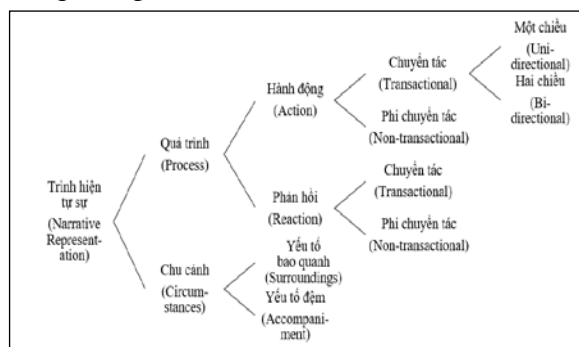 Một chiều
(Uni-
directional)
Hai chiều
(Bi-
directional)
Chuyển tác
(Transactional)
Hành động
(Action)
Phi chuyển tác
(Non-transactional)
Quá trình
(Process)
Chuyển tác
(Transactional)
Phản hồi
(Reaction)
Phi chuyển tác
(Non-transactional)
Trình hiện
tự sự
(Narrative
Represent-
ation)
Yếu tố
bao quanh
(Surroundings)
Chu cảnh
(Circum-
stances)
Yếu tố đệm
(Accompani-
ment)